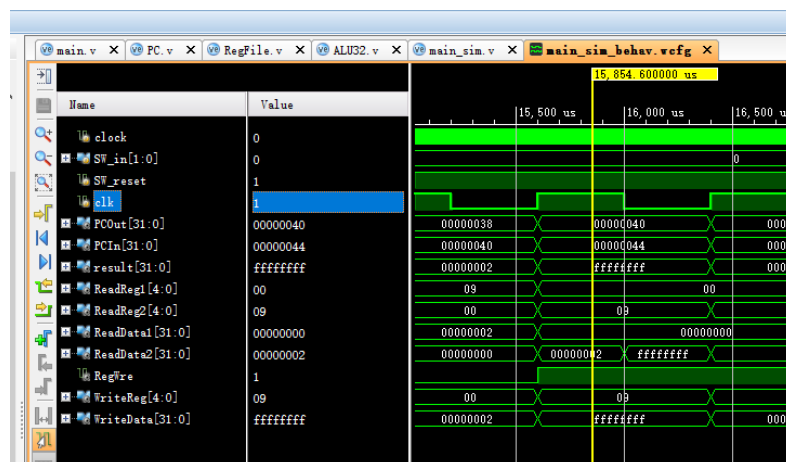 main.v PC.v RegFile.v ALU32.v main_sim.v main_sim_behav.wcfg
15,854.600000 us
Name Value
15,500 us 16,000 us 16,500 u
clock 0
SW_in[1:0] 0 0
SW_reset 1
clk 1
PCOut[31:0] 00000040 00000038 00000040 000
PCIn[31:0] 00000044 00000040 00000044 000
result[31:0] ffffffff 00000002 ffffffff 000
ReadReg1[4:0] 00 09 00
ReadReg2[4:0] 09 00 09
ReadData1[31:0] 00000000 00000002 00000000
ReadData2[31:0] 00000002 00000000 00000002 ffffffff
RegWre 1
WriteReg[4:0] 09 00 09
WriteData[31:0] ffffffff 00000002 ffffffff 000